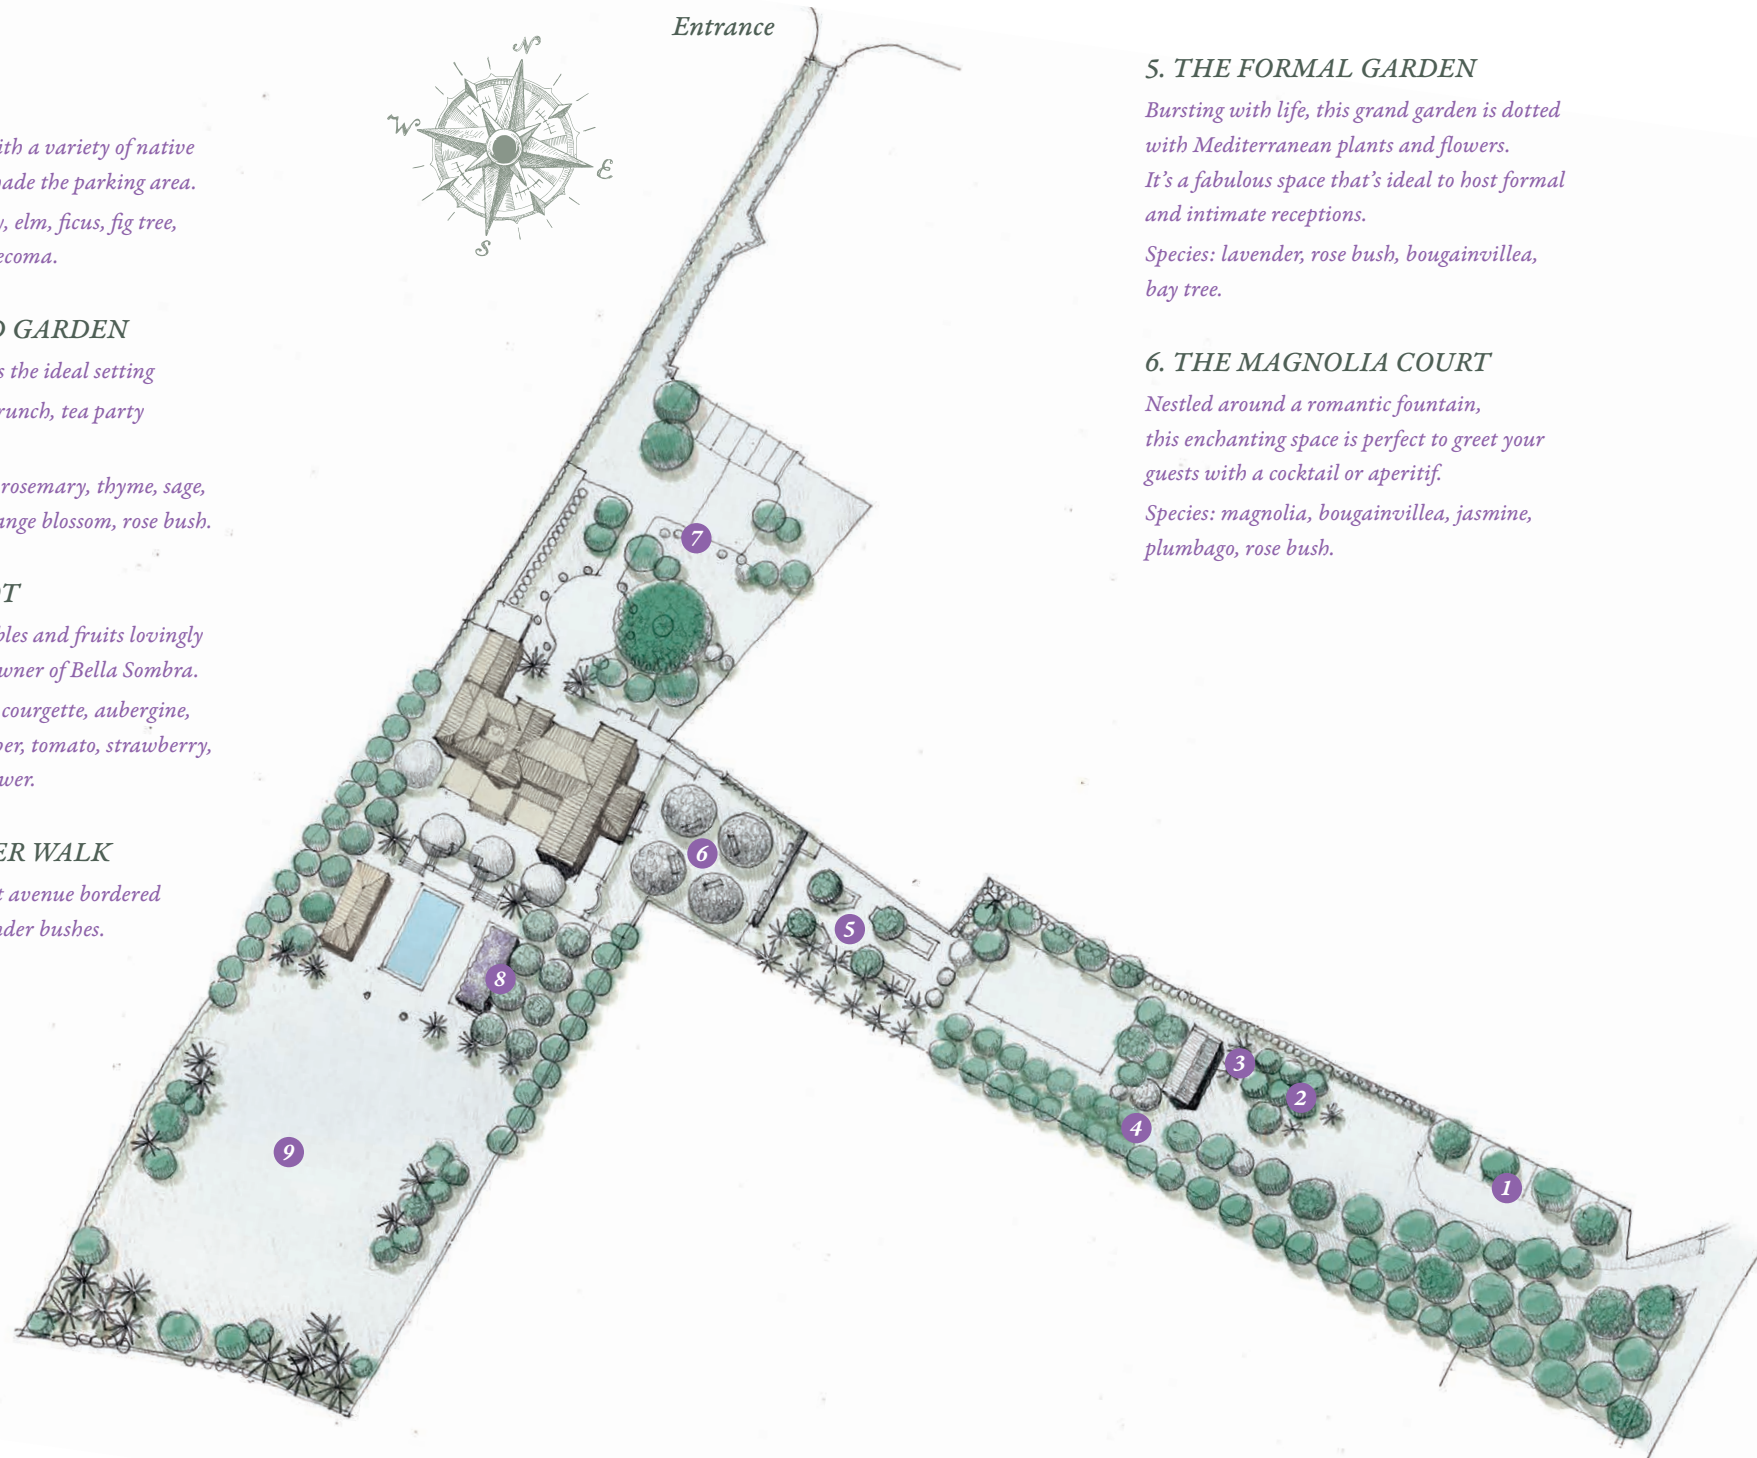 Entrance
N
W
E
S
ith a variety of native
ade the parking area.
, elm, ficus, fig tree,
ecoma.
GARDEN
s the ideal setting
runch, tea party
rosemary, thyme, sage,
ange blossom, rose bush.
OT
bles and fruits lovingly
wner of Bella Sombra.
courgette, aubergine,
per, tomato, strawberry,
wer.
ER WALK
t avenue bordered
nder bushes.
5. THE FORMAL GARDEN
Bursting with life, this grand garden is dotted
with Mediterranean plants and flowers.
It's a fabulous space that's ideal to host formal
and intimate receptions.
Species: lavender, rose bush, bougainvillea,
bay tree.
6. THE MAGNOLIA COURT
Nestled around a romantic fountain,
this enchanting space is perfect to greet your
guests with a cocktail or aperitif.
Species: magnolia, bougainvillea, jasmine,
plumbago, rose bush.
7
6
5
8
3
2
4
9
1